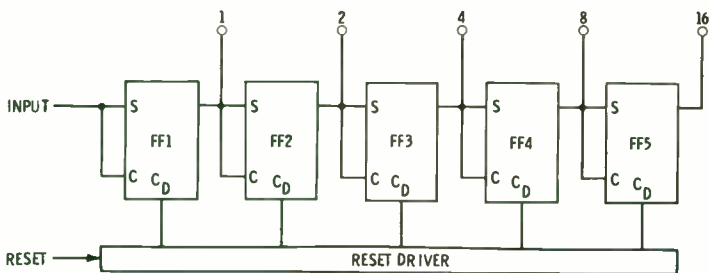 1 2 4 8 16
INPUT S S S S S
FF1 FF2 FF3 FF4 FF5
C C C C C
CD CD CD CD CD
RESET RESET DRIVER